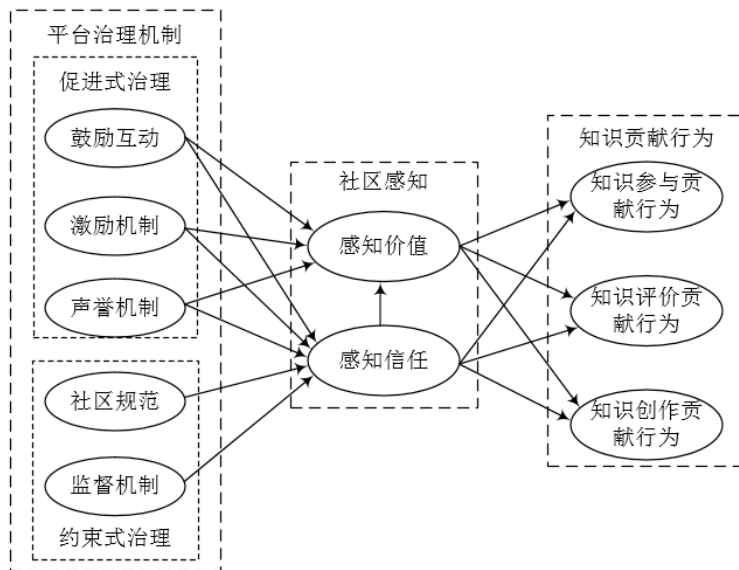 平台治理机制
促进式治理
鼓励互动
激励机制
声誉机制
社区规范
监督机制
约束式治理
社区感知
感知价值
感知信任
知识贡献行为
知识参与贡
献行为
知识评价贡
献行为
知识创作贡
献行为